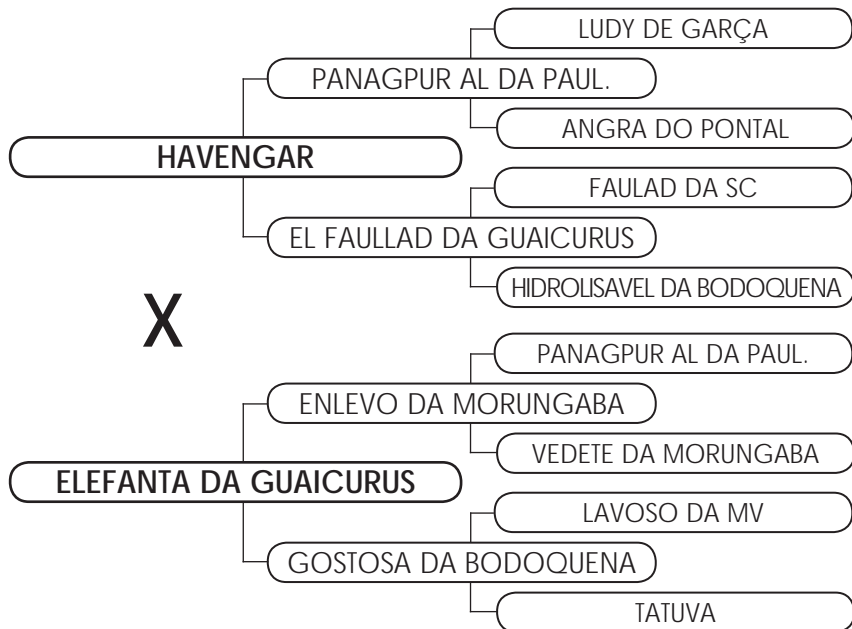 LUDY DE GARÇA
PANAGPUR AL DA PAUL.
ANGRA DO PONTAL
HAVENGAR
FAULAD DA SC
EL FAULLAD DA GUAICURUS
HIDROLISAVEL DA BODOQUENA
X
PANAGPUR AL DA PAUL.
ENLEVO DA MORUNGABA
VEDETE DA MORUNGABA
ELEFANTA DA GUAICURUS
LAVOSO DA MV
GOSTOSA DA BODOQUENA
TATUVA